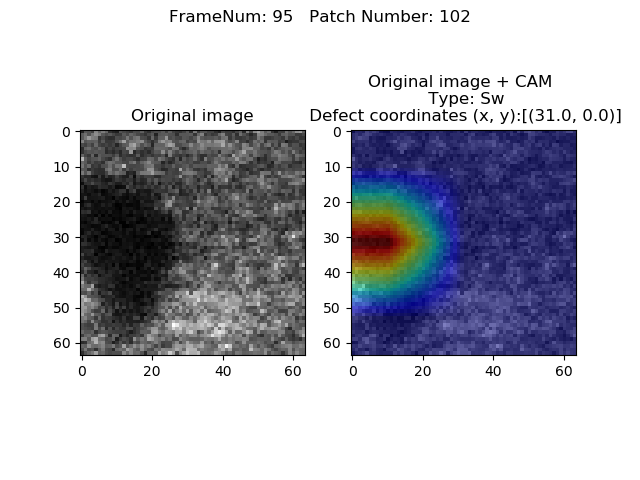 FrameNum: 95   Patch Number: 102
Original image
Original image + CAM
Type: Sw
Defect coordinates (x, y):[(31.0, 0.0)]
0
10
20
30
40
50
60
0 20 40 60
0
10
20
30
40
50
60
0 20 40 60